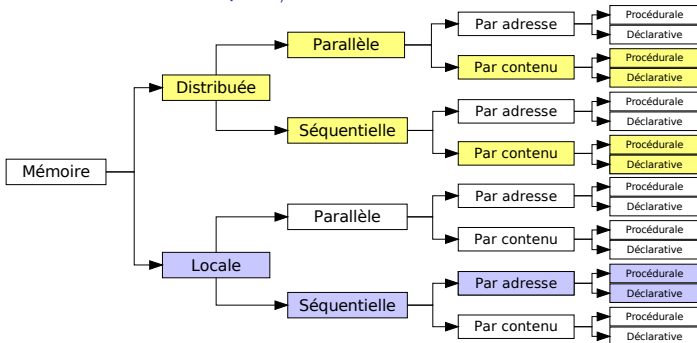 Mémoire
Distribuée
Parallèle
Par adresse
Procédurale
Déclarative
Par contenu
Procédurale
Déclarative
Séquentielle
Par adresse
Procédurale
Déclarative
Par contenu
Procédurale
Déclarative
Locale
Parallèle
Par adresse
Procédurale
Déclarative
Par contenu
Procédurale
Déclarative
Séquentielle
Par adresse
Procédurale
Déclarative
Par contenu
Procédurale
Déclarative